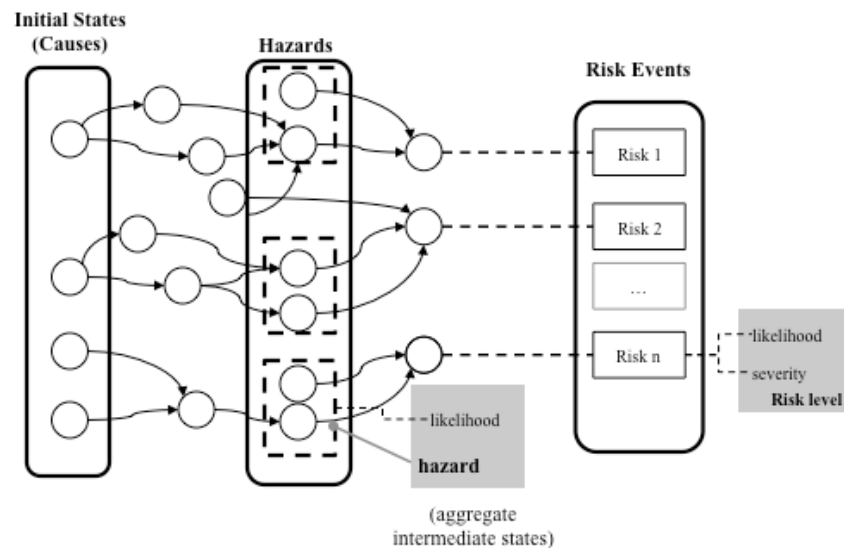 Initial States
(Causes)
Hazards
Risk Events
Risk 1
Risk 2
...
Risk n
likelihood
severity
Risk level
likelihood
hazard
(aggregate
intermediate states)